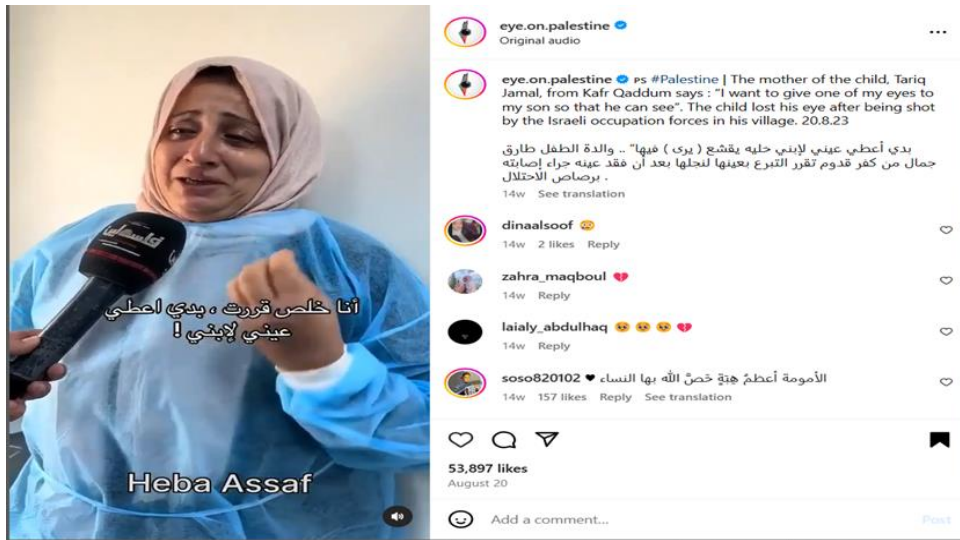 فلسطين
أنا خلص قررت ، بدي اعطي
عيني لإبني !
Heba Assaf
eye.on.palestine
Original audio
eye.on.palestine PS #Palestine | The mother of the child, Tariq
Jamal, from Kafr Qaddum says : "I want to give one of my eyes to
my son so that he can see". The child lost his eye after being shot
by the Israeli occupation forces in his village. 20.8.23
بدي أعطي عيني لإبني خليه يقشع ( يرى ) فيها" .. والدة الطفل طارق
جمال من كفر قدوم تقرر التبرع بعينها لنجلها بعد أن فقد عينه جراء إصابته
برصاص الاحتلال .
14w See translation
dinaalsoof 😳
14w 2 likes Reply
zahra_maqboul 💔
14w Reply
laialy_abdulhaq 🥺 🥺 🥺 💔
14w Reply
soso820102 ♥ الأمومة أعظمُ هِبَةٍ خَصَّ الله بها النساء
14w 157 likes Reply See translation
53,897 likes
August 20
Add a comment...
Post